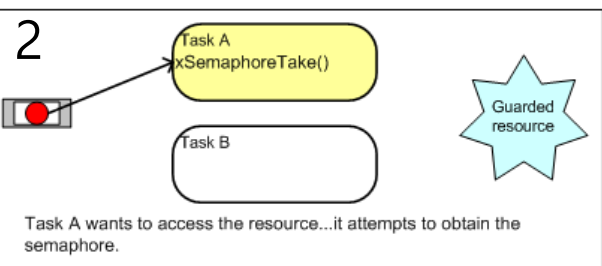 2
Task A
xSemaphoreTake()
Guarded
resource
Task B
Task A wants to access the resource...it attempts to obtain the
semaphore.